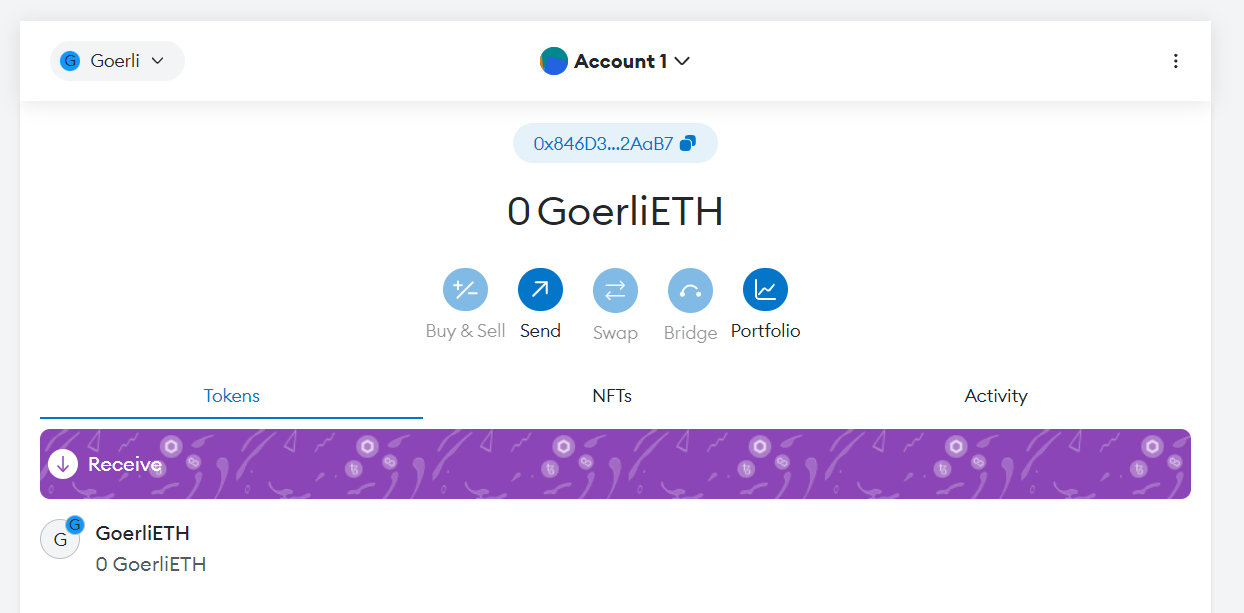 G Goerli
Account 1
0x846D3...2AaB7
0 GoerliETH
Buy & Sell Send Swap Bridge Portfolio
Tokens NFTs Activity
Receive
G G GoerliETH
0 GoerliETH